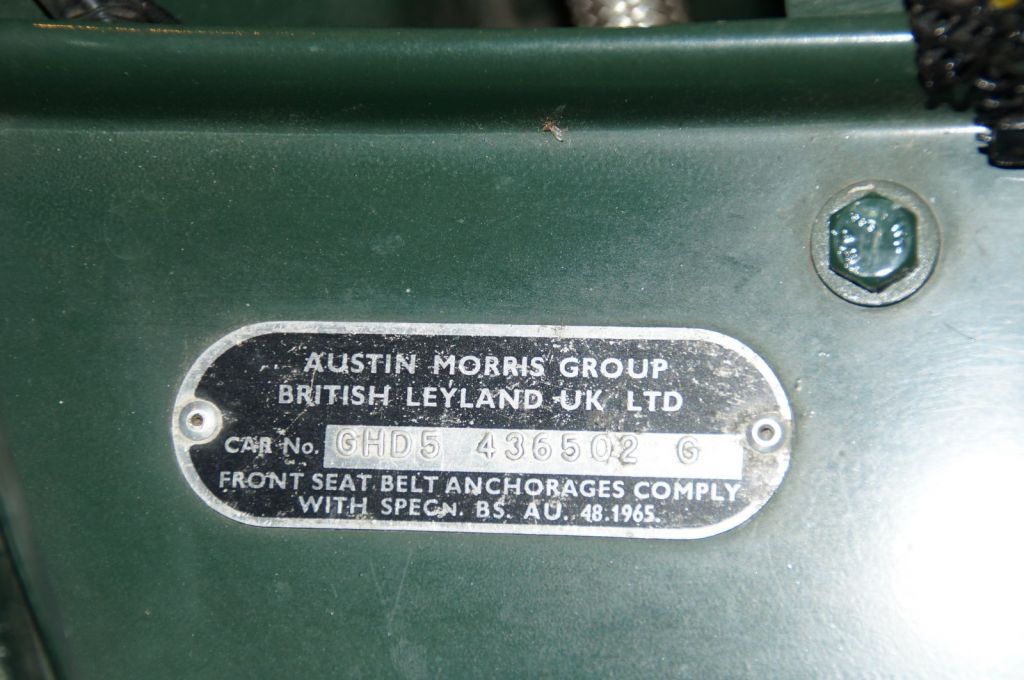 AUSTIN MORRIS GROUP
BRITISH LEYLAND UK LTD
CAR No. GHD5 436502 G
FRONT SEAT BELT ANCHORAGES COMPLY
WITH SPECN. BS. AU. 48.1965.